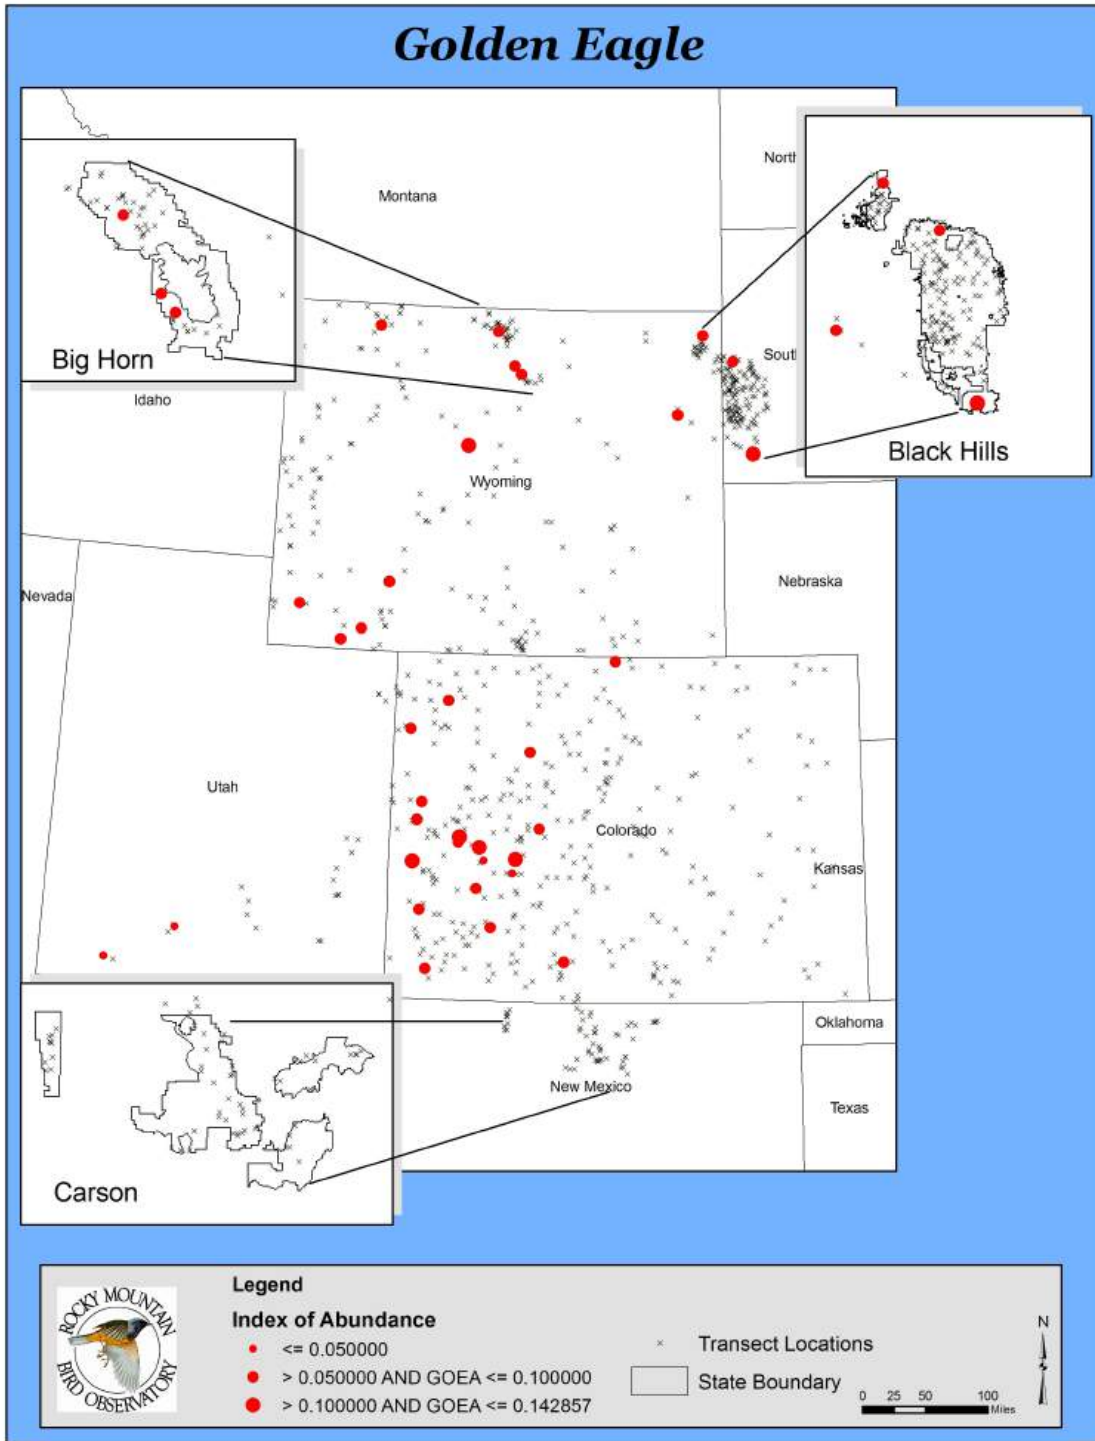 Golden Eagle
North
Montana
Big Horn
South
Idaho
Black Hills
Wyoming
Nebraska
Nevada
Utah
Colorado
Kansas
Oklahoma
New Mexico
Texas
Carson
ROCKY MOUNTAIN
BIRD OBSERVATORY
Legend
Index of Abundance
<= 0.050000
> 0.050000 AND GOEA <= 0.100000
> 0.100000 AND GOEA <= 0.142857
Transect Locations
State Boundary
N
0 25 50 100
Miles